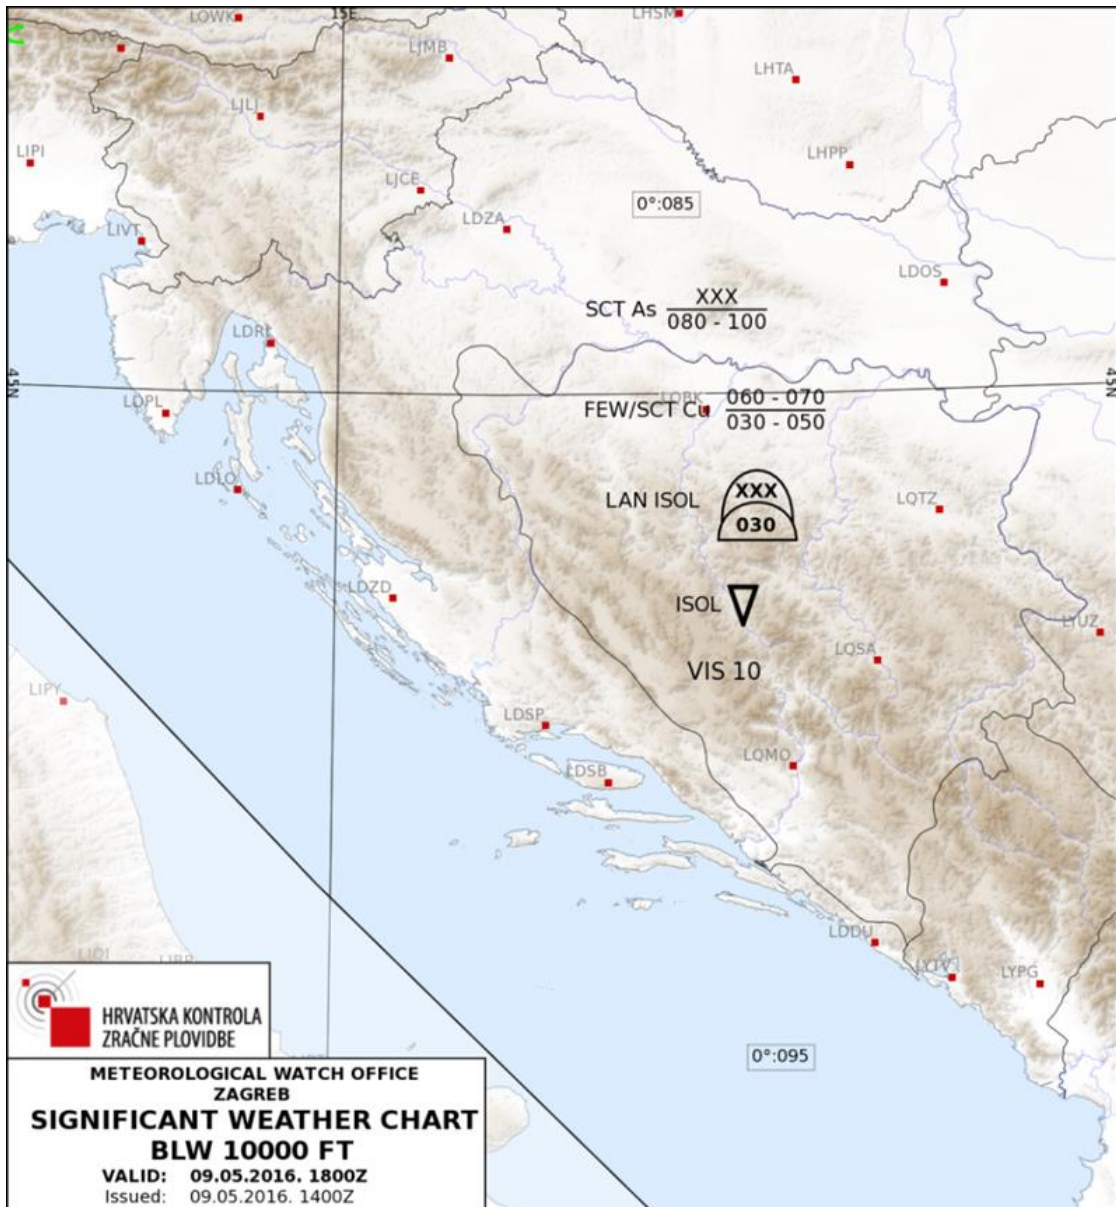 LOWK
15E
LHSM
LJMB
LHTA
LJLJ
LIPI
LHPP
LJCE
0°:085
LDZA
LIVT
LDOS
SCT As XXX
080 - 100
LDRI
45N
45N
LDPL
LQBK
FEW/SCT Cu 060 - 070
030 - 050
LDLO
LAN ISOL XXX
030
LQTZ
LDZD
ISOL
LYUZ
LQSA
VIS 10
LIPY
LDSP
LQMO
LDSB
LDDU
LYTV
LYPG
HRVATSKA KONTROLA
ZRAČNE PLOVIDBE
0°:095
METEOROLOGICAL WATCH OFFICE
ZAGREB
SIGNIFICANT WEATHER CHART
BLW 10000 FT
VALID: 09.05.2016. 1800Z
Issued: 09.05.2016. 1400Z